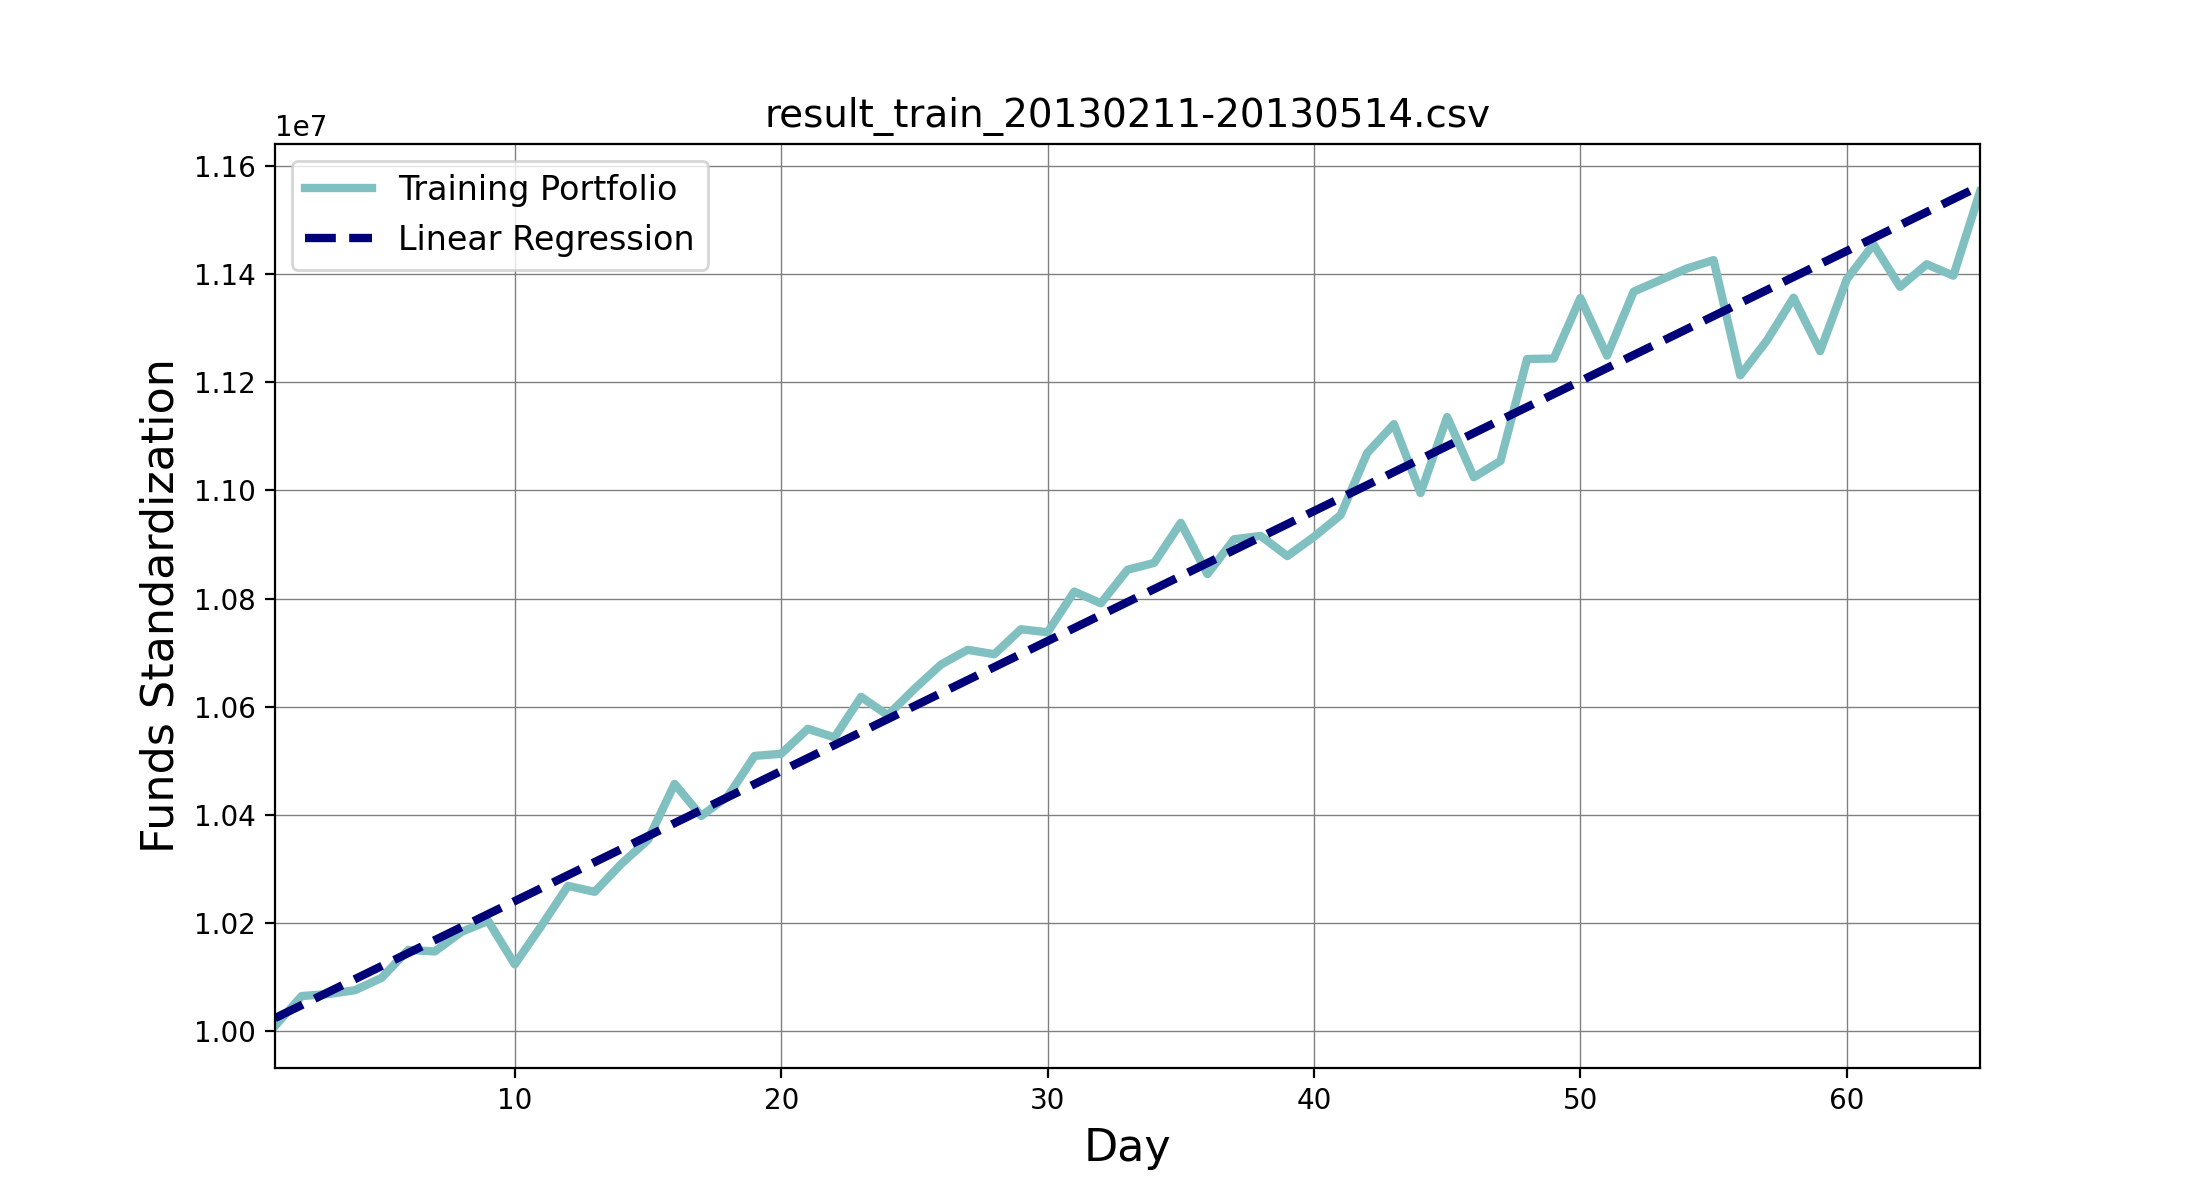 result_train_20130211-20130514.csv
1e7
1.16
1.14
1.12
1.10
1.08
1.06
1.04
1.02
1.00
Training Portfolio
Linear Regression
Funds Standardization
10 20 30 40 50 60
Day